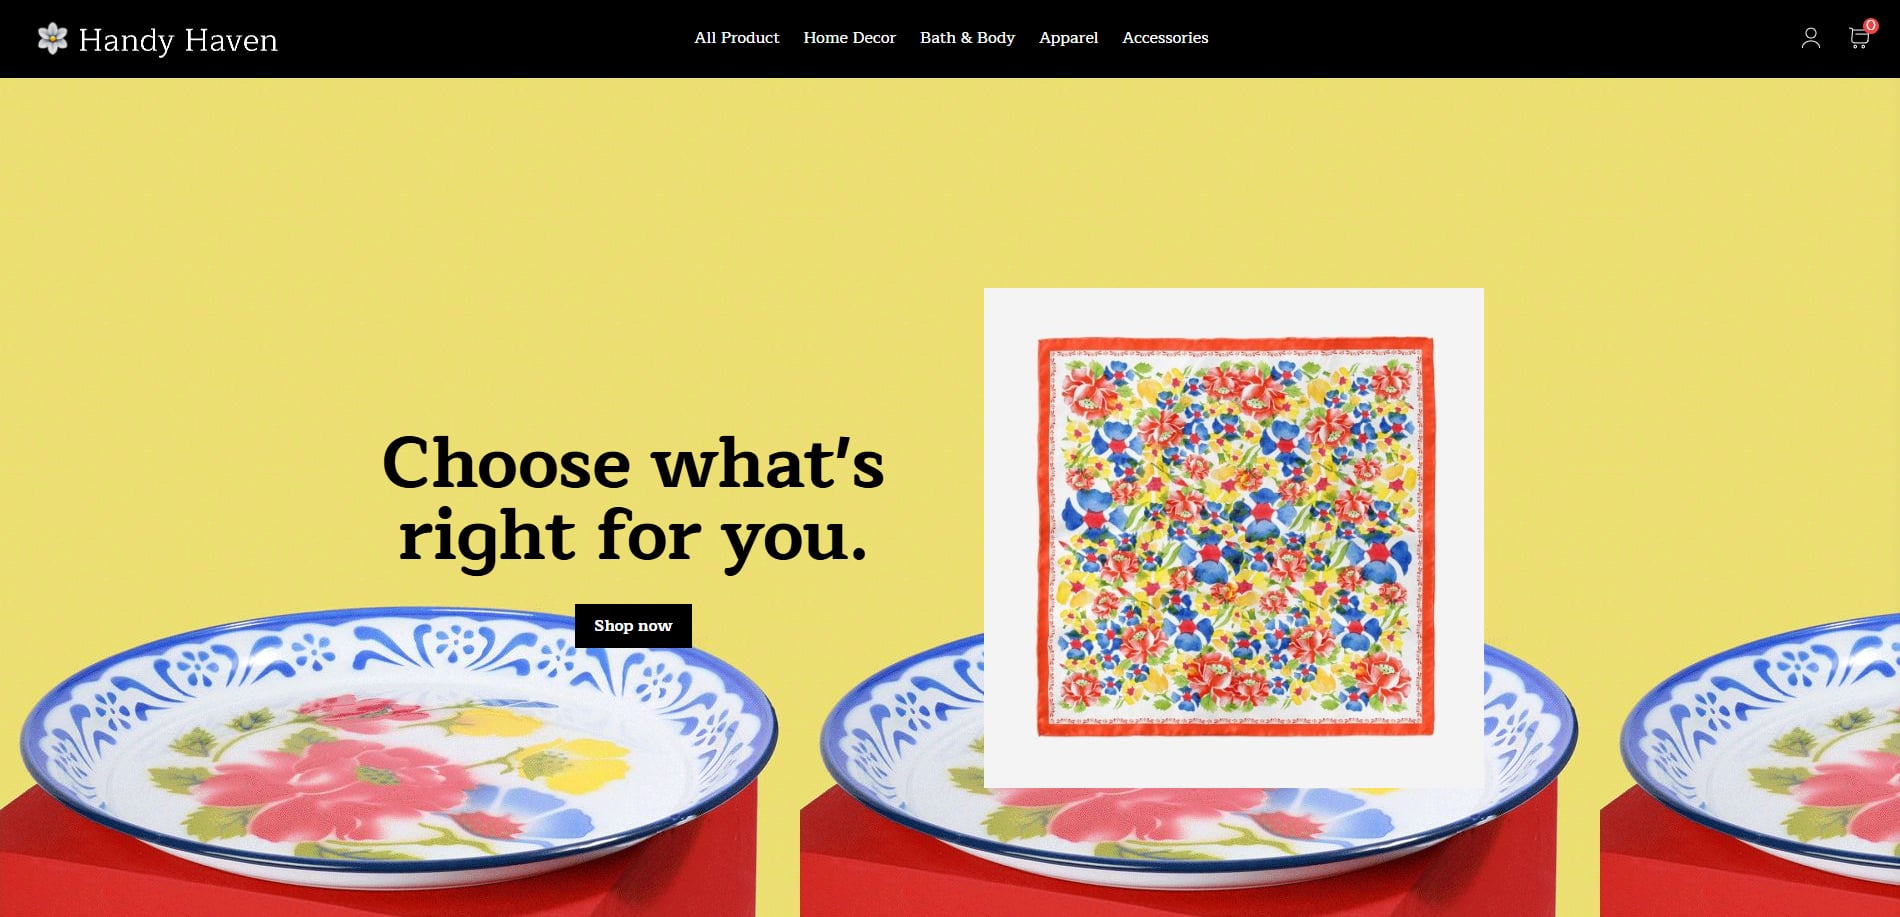 Handy Haven
All Product Home Decor Bath & Body Apparel Accessories
0
Choose what's
right for you.
Shop now